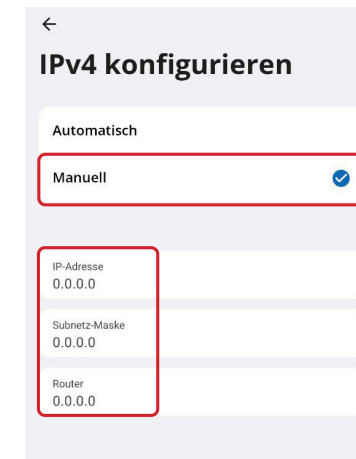 IPv4 konfigurieren
Automatisch
Manuell
IP-Adresse
0.0.0.0
Subnetz-Maske
0.0.0.0
Router
0.0.0.0